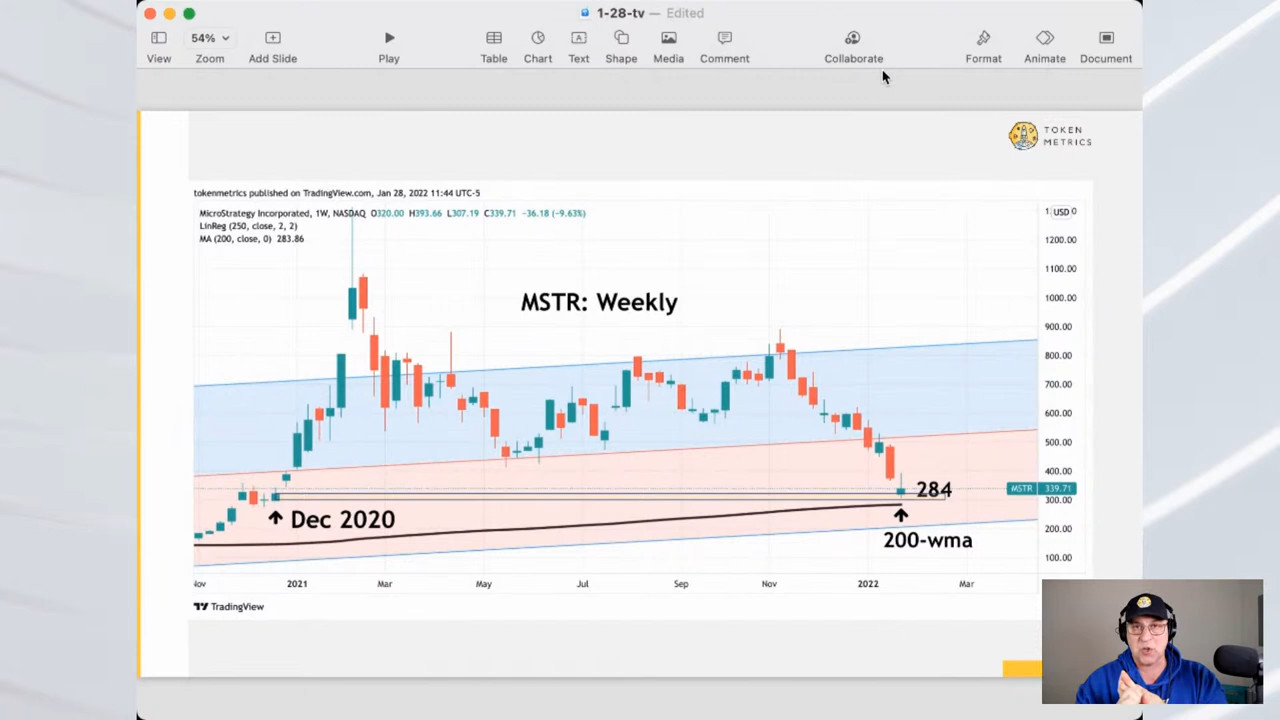 1-28-tv — Edited
54%
View Zoom Add Slide Play Table Chart Text Shape Media Comment Collaborate Format Animate Document
TOKEN
METRICS
tokenmetrics published on TradingView.com, Jan 28, 2022 11:44 UTC-5
MicroStrategy Incorporated, 1W, NASDAQ O320.00 H393.66 L307.19 C339.71 −36.18 (−9.63%)
LinReg (250, close, 2, 2)
MA (200, close, 0) 283.86
USD
1200.00
1100.00
1000.00
MSTR: Weekly
900.00
800.00
700.00
600.00
500.00
400.00
284
MSTR 339.71
300.00
Dec 2020
200.00
200-wma
100.00
Nov 2021 Mar May Jul Sep Nov 2022 Mar
TradingView